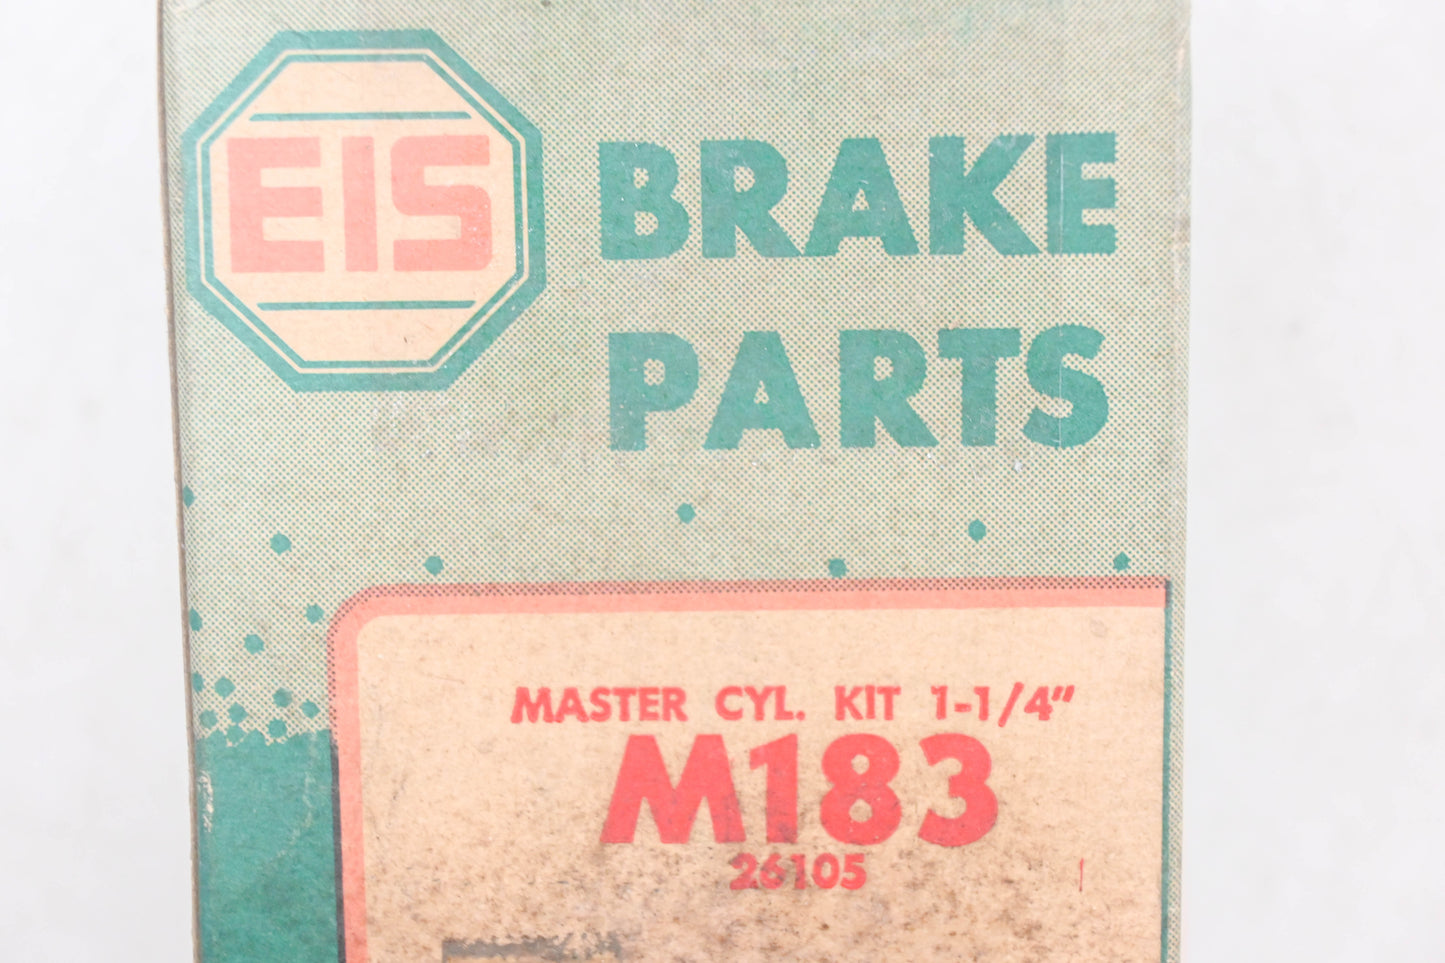 EIS
BRAKE
PARTS
MASTER CYL. KIT 1-1/4"
M183
26105